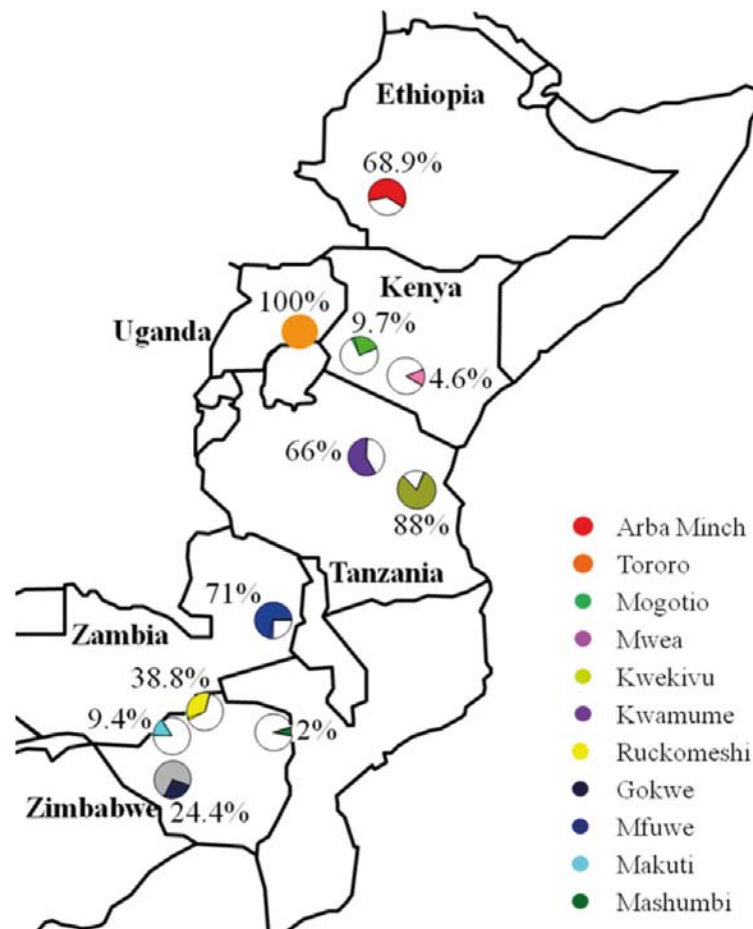 Ethiopia
68.9%
100%
Kenya
Uganda
9.7%
4.6%
66%
88%
Tanzania
71%
Zambia
38.8%
9.4%
2%
Zimbabwe
24.4%
Arba Minch
Tororo
Mogotio
Mwea
Kwekivu
Kwamume
Ruckomeshi
Gokwe
Mfuwe
Makuti
Mashumbi